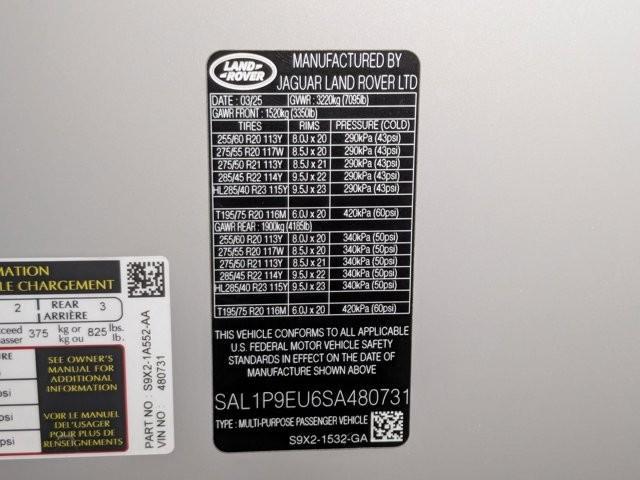 LAND
ROVER
MANUFACTURED BY
JAGUAR LAND ROVER LTD
DATE : 03/25 GVWR : 3220kg (7095lb)
GAWR FRONT : 1520kg (3350lb)
TIRES RIMS PRESSURE (COLD)
255/60 R20 113Y 8.0J x 20 290kPa (43psi)
275/55 R20 117W 8.5J x 20 290kPa (43psi)
275/50 R21 113Y 8.5J x 21 290kPa (43psi)
285/45 R22 114Y 9.5J x 22 290kPa (43psi)
HL285/40 R23 115Y 9.5J x 23 290kPa (43psi)
T195/75 R20 116M 6.0J x 20 420kPa (60psi)
GAWR REAR : 1900kg (4185lb)
255/60 R20 113Y 8.0J x 20 340kPa (50psi)
275/55 R20 117W 8.5J x 20 340kPa (50psi)
275/50 R21 113Y 8.5J x 21 340kPa (50psi)
285/45 R22 114Y 9.5J x 22 340kPa (50psi)
HL285/40 R23 115Y 9.5J x 23 340kPa (50psi)
T195/75 R20 116M 6.0J x 20 420kPa (60psi)
THIS VEHICLE CONFORMS TO ALL APPLICABLE
U.S. FEDERAL MOTOR VEHICLE SAFETY
STANDARDS IN EFFECT ON THE DATE OF
MANUFACTURE SHOWN ABOVE
SAL1P9EU6SA480731
TYPE : MULTI-PURPOSE PASSENGER VEHICLE
S9X2-1532-GA
MATION
LE CHARGEMENT
2 REAR 3
ARRIÈRE
xceed 375 kg or 825 lbs.
passer kg ou lb.
SEE OWNER'S
MANUAL FOR
ADDITIONAL
INFORMATION
VOIR LE MANUEL
DEL'USAGER
POUR PLUS DE
RENSEIGNEMENTS
PART NO : S9X2-1A552-AA
VIN NO : 480731